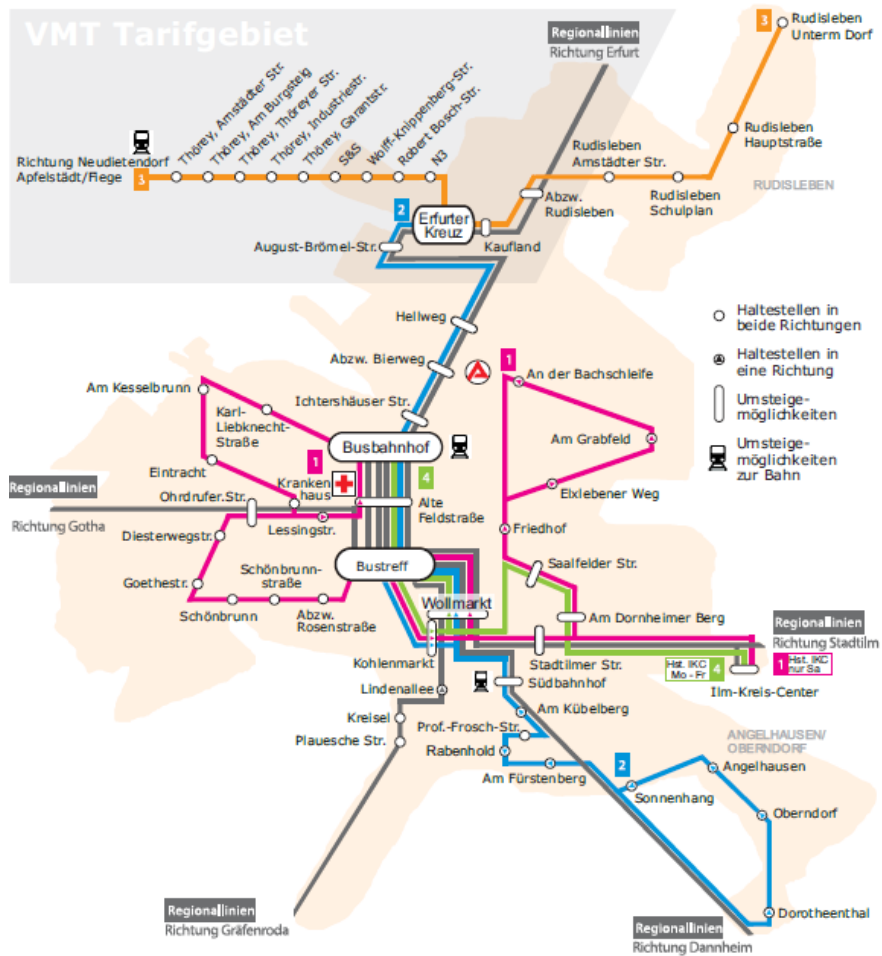 VMT Tarifgebiet
Regionallinien
Richtung Erfurt
3
Rudisleben
Unterm Dorf
Thörey, Arnstädter Str.
Thörey, Am Burgsteig
Thörey, Thöreyer Str.
Thörey, Industriestr.
Thörey, Garantstr.
S&S
Wolff-Knippenberg-Str.
Robert Bosch-Str.
N3
Richtung Neudietendorf
Apfelstädt/Fiege
3
Rudisleben
Arnstädter Str.
Rudisleben
Hauptstraße
RUDISLEBEN
Rudisleben
Schulplan
Abzw.
Rudisleben
2
Erfurter
Kreuz
Kaufland
August-Brömel-Str.
Hellweg
Abzw. Bierweg
Ichtershäuser Str.
Haltestellen in
beide Richtungen
Haltestellen in
eine Richtung
Umsteige-
möglichkeiten
Umsteige-
möglichkeiten
zur Bahn
1
An der Bachschleife
Am Grabfeld
Elxlebener Weg
Friedhof
Am Kesselbrunn
Karl-
Liebknecht-
Straße
Busbahnhof
Eintracht
1
Kranken
haus
4
Alte
Feldstraße
Regionallinien
Richtung Gotha
Ohrdrufer.Str.
Lessingstr.
Diesterwegstr.
Goethestr.
Schönbrunn-
straße
Schönbrunn
Abzw.
Rosenstraße
Bustreff
Saalfelder Str.
Wollmarkt
Am Dornheimer Berg
Regionallinien
Richtung Stadtilm
Kohlenmarkt
Stadtilmer Str.
Hst. IKC
Mo - Fr
4
1
Hst. IKC
nur Sa
Ilm-Kreis-Center
Südbahnhof
Lindenallee
Kreisel
Plauesche Str.
Am Kübelberg
Prof.-Frosch-Str.
Rabenhold
Am Fürstenberg
2
ANGELHAUSEN/
OBERNDORF
Angelhausen
Sonnenhang
Oberndorf
Dorotheenthal
Regionallinien
Richtung Gräfenroda
Regionallinien
Richtung Dannheim